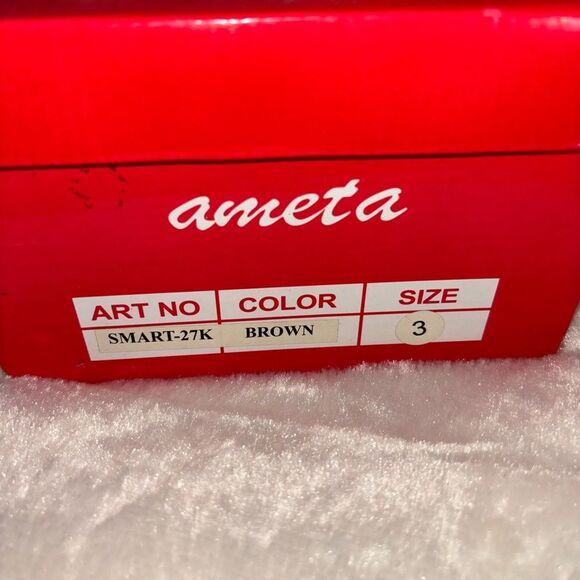 ameta
ART NO COLOR SIZE
SMART-27K BROWN 3